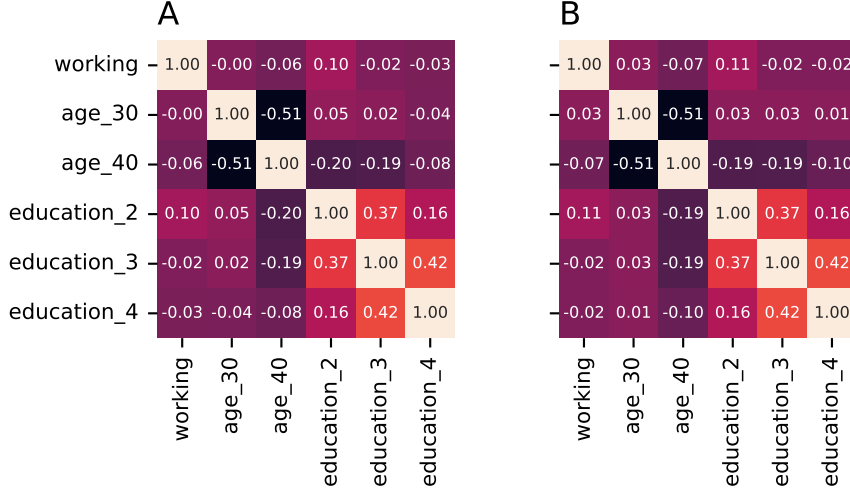 A B
working 1.00 -0.00 -0.06 0.10 -0.02 -0.03 1.00 0.03 -0.07 0.11 -0.02 -0.02
age_30 -0.00 1.00 -0.51 0.05 0.02 -0.04 0.03 1.00 -0.51 0.03 0.03 0.01
age_40 -0.06 -0.51 1.00 -0.20 -0.19 -0.08 -0.07 -0.51 1.00 -0.19 -0.19 -0.10
education_2 0.10 0.05 -0.20 1.00 0.37 0.16 0.11 0.03 -0.19 1.00 0.37 0.16
education_3 -0.02 0.02 -0.19 0.37 1.00 0.42 -0.02 0.03 -0.19 0.37 1.00 0.42
education_4 -0.03 -0.04 -0.08 0.16 0.42 1.00 -0.02 0.01 -0.10 0.16 0.42 1.00
working age_30 age_40 education_2 education_3 education_4 working age_30 age_40 education_2 education_3 education_4